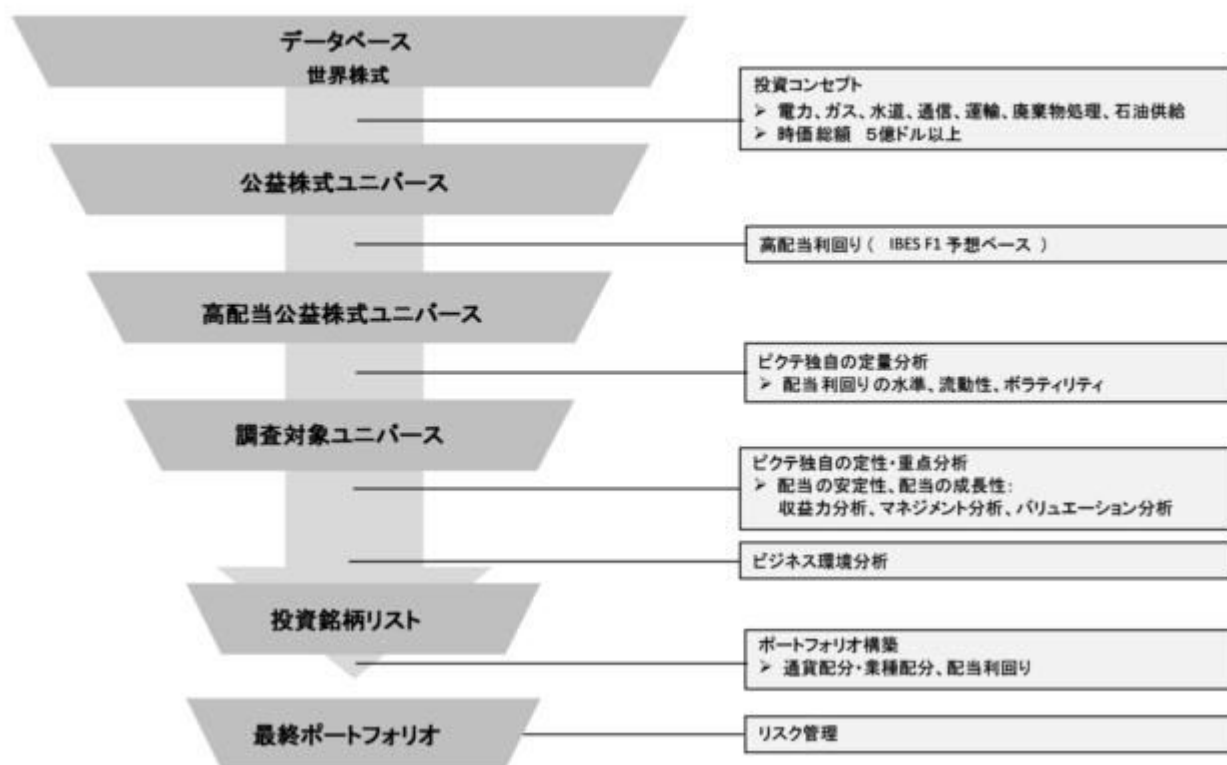 データベース
世界株式
投資コンセプト
➢ 電力、ガス、水道、通信、運輸、廃棄物処理、石油供給
➢ 時価総額 5億ドル以上
公益株式ユニバース
高配当利回り( IBES F1 予想ベース )
高配当公益株式ユニバース
ピクテ独自の定量分析
➢ 配当利回りの水準、流動性、ボラティリティ
調査対象ユニバース
ピクテ独自の定性・重点分析
➢ 配当の安定性、配当の成長性:
収益力分析、マネジメント分析、バリュエーション分析
ビジネス環境分析
投資銘柄リスト
ポートフォリオ構築
➢ 通貨配分・業種配分、配当利回り
最終ポートフォリオ
リスク管理